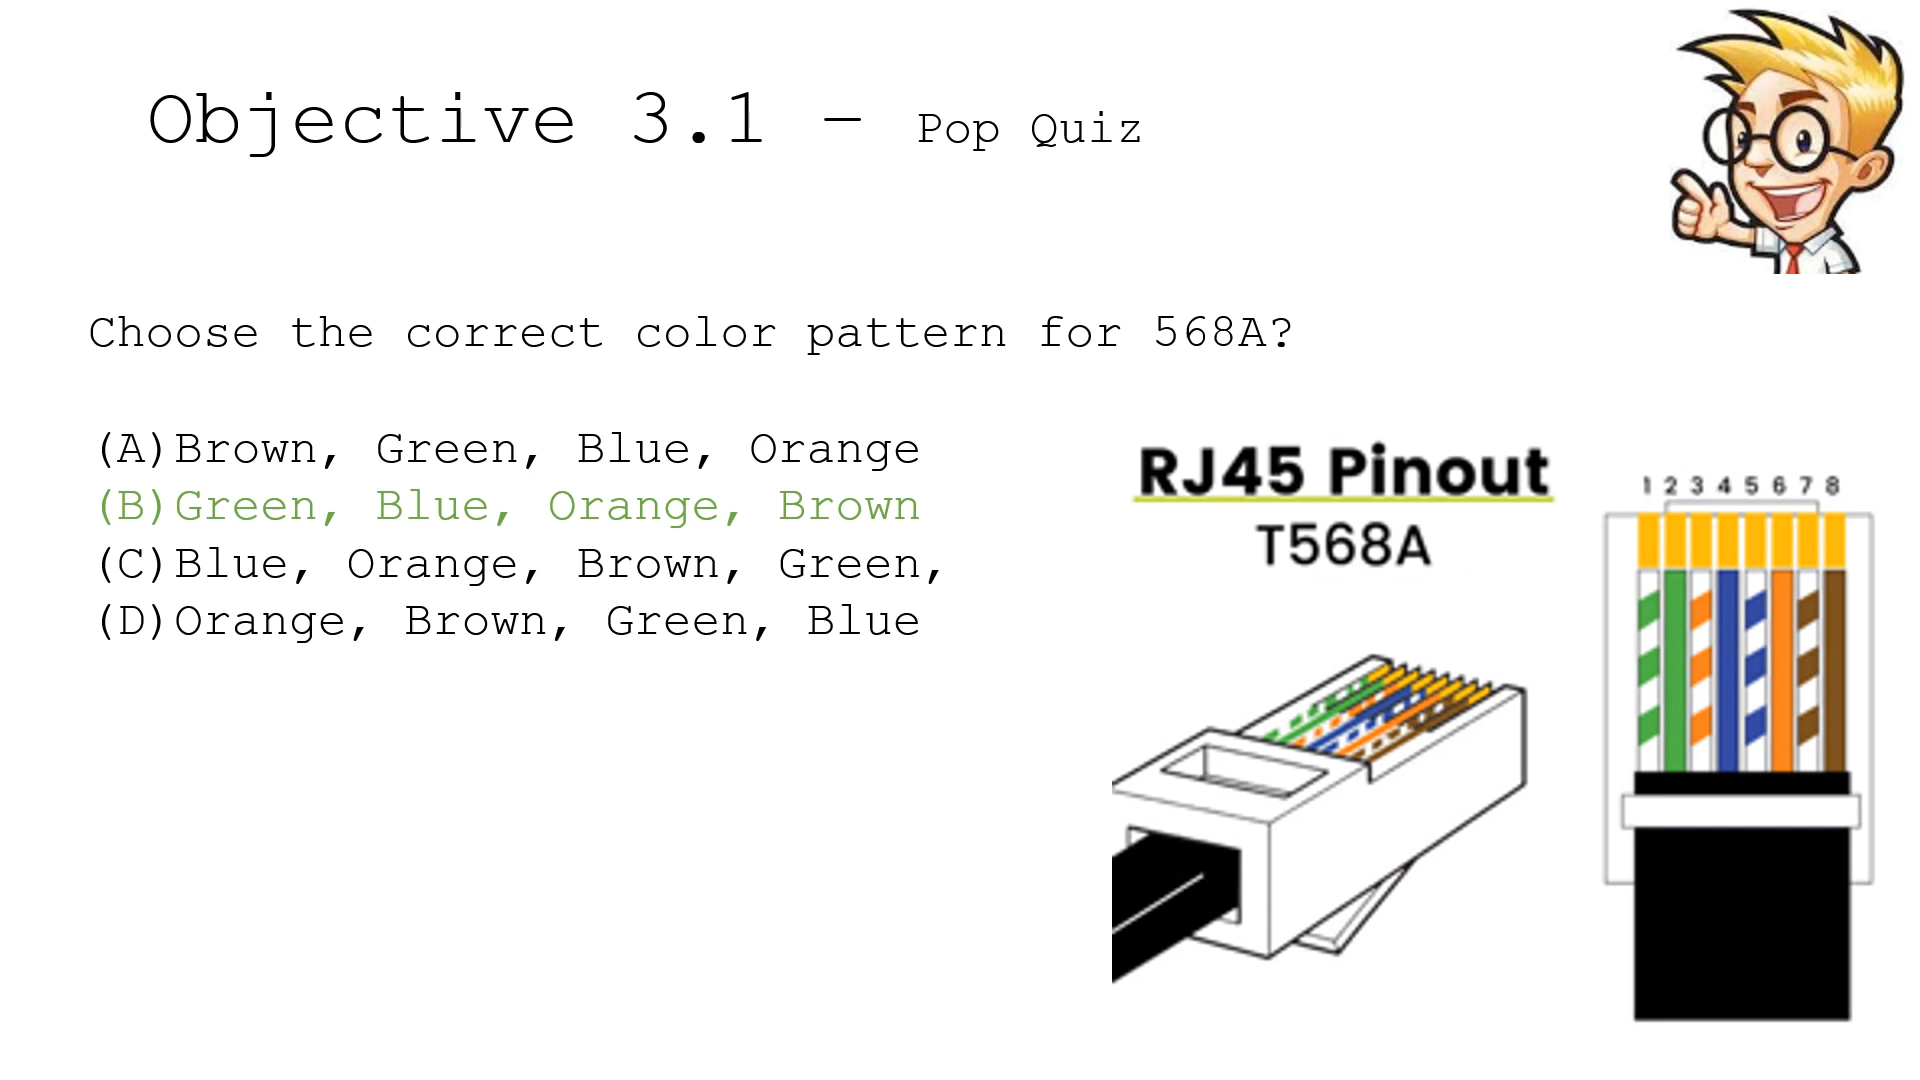 Objective 3.1 – Pop Quiz
Choose the correct color pattern for 568A?
(A)Brown, Green, Blue, Orange
(B)Green, Blue, Orange, Brown
(C)Blue, Orange, Brown, Green,
(D)Orange, Brown, Green, Blue
RJ45 Pinout
T568A
1 2 3 4 5 6 7 8